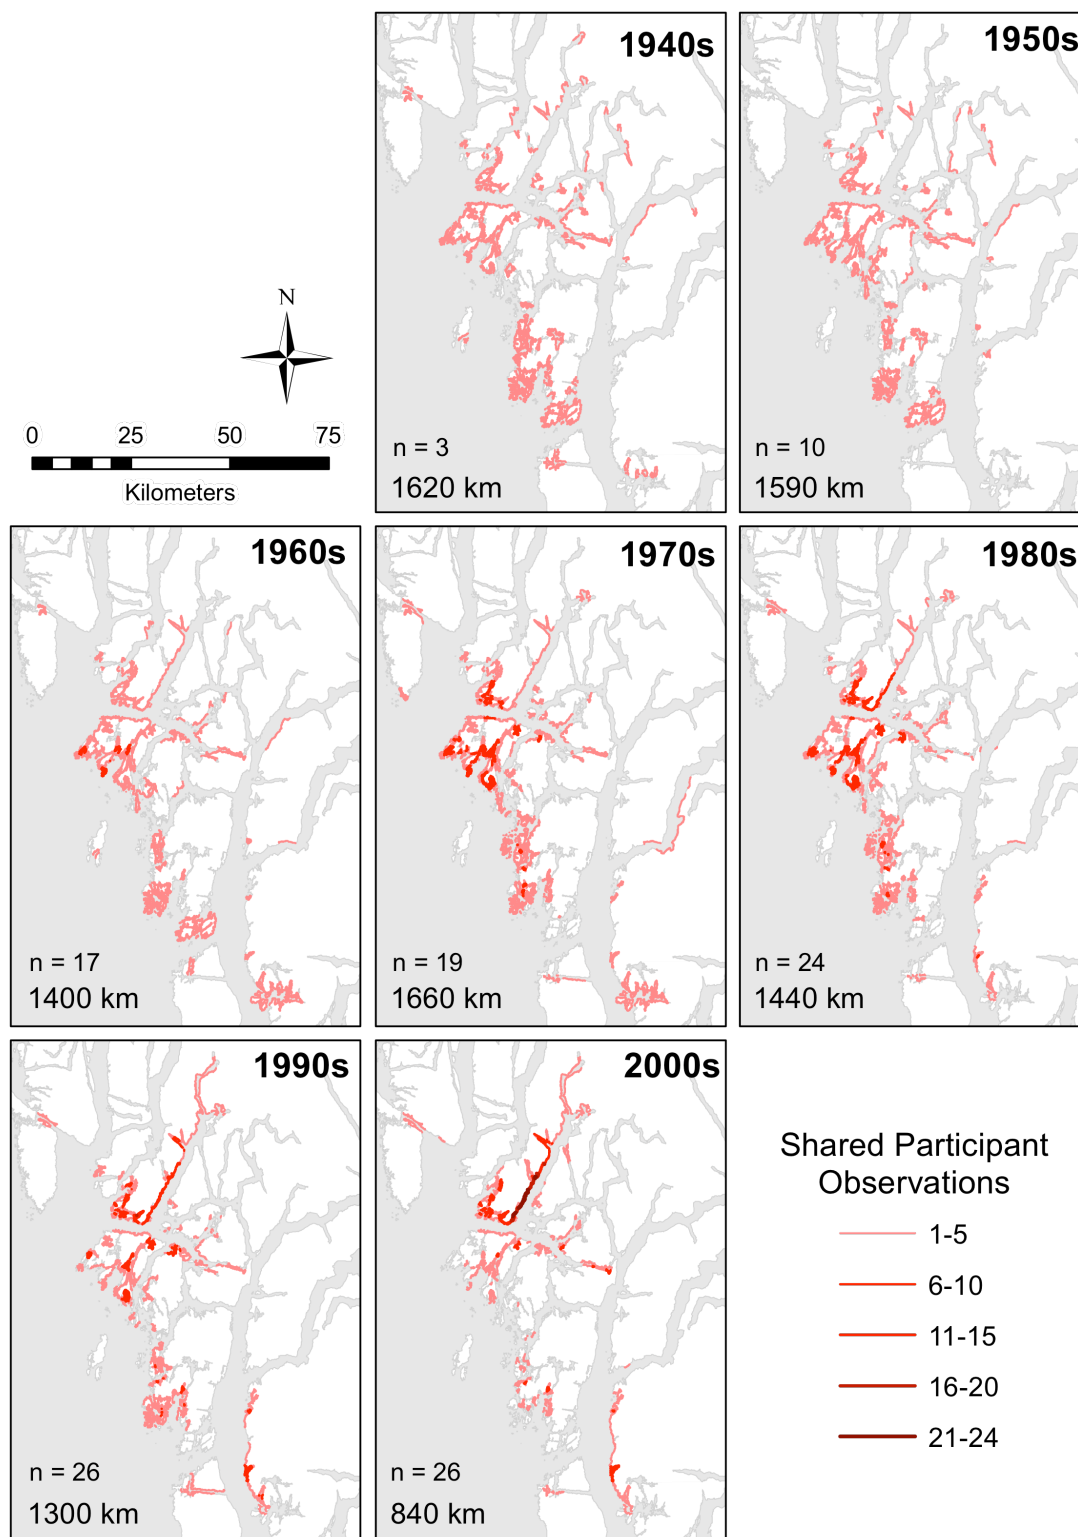 1940s
n = 3
1620 km
1950s
n = 10
1590 km
N
0 25 50 75
Kilometers
1960s
n = 17
1400 km
1970s
n = 19
1660 km
1980s
n = 24
1440 km
1990s
n = 26
1300 km
2000s
n = 26
840 km
Shared Participant
Observations
1-5
6-10
11-15
16-20
21-24